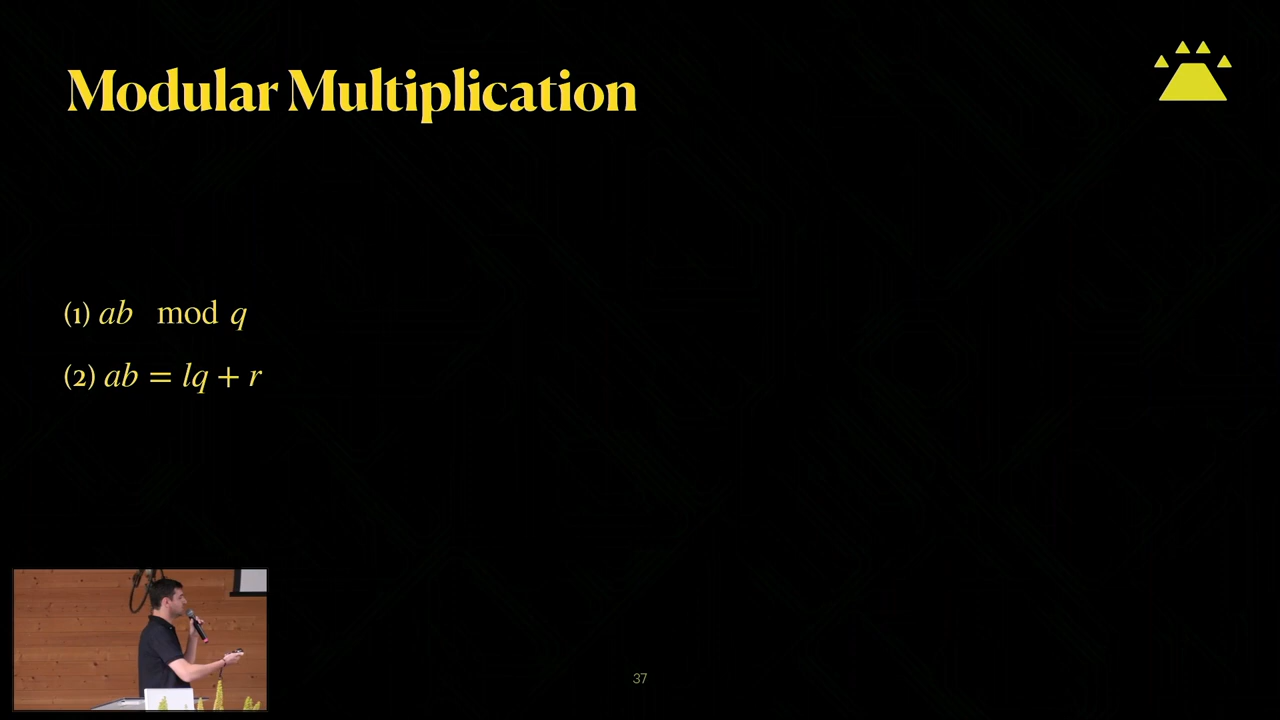 Modular Multiplication
(1) ab mod q
(2) ab = lq + r
37